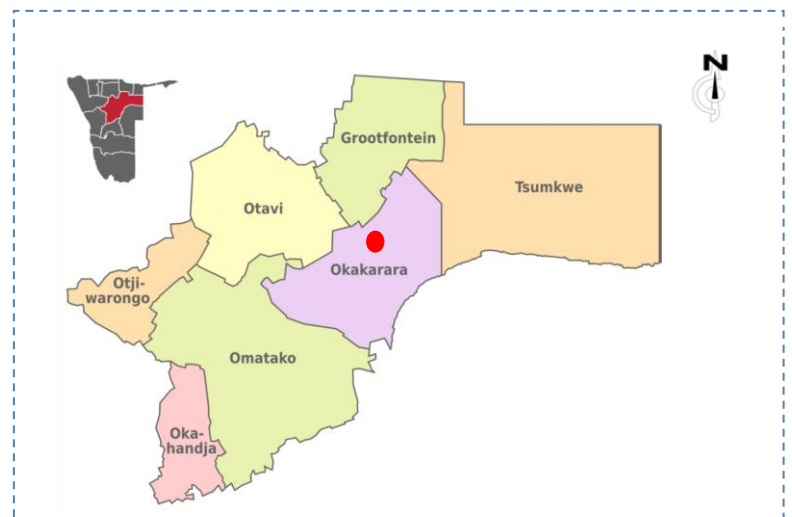 N
Grootfontein
Tsumkwe
Otavi
Okakarara
Otji-
warongo
Omatako
Oka-
handja